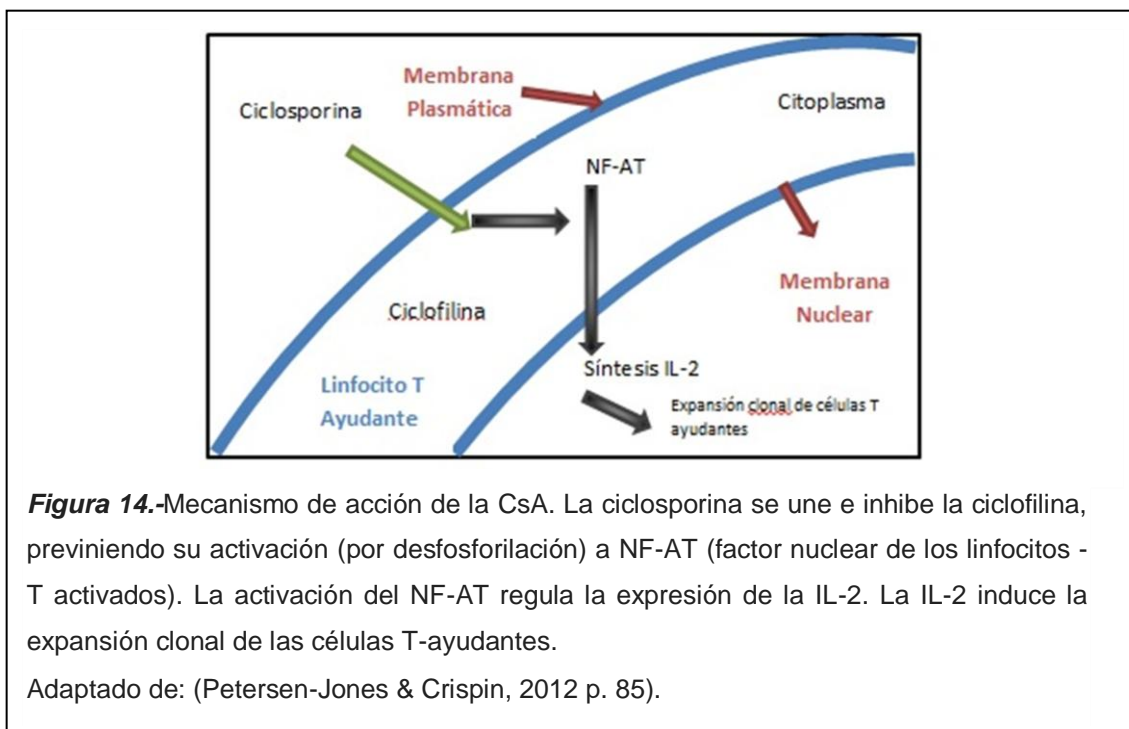 Membrana
Plasmática
Ciclosporina
Citoplasma
NF-AT
Membrana
Nuclear
Ciclofilina
Síntesis IL-2
Linfocito T
Ayudante
Expansión clonal de células T
ayudantes
Figura 14.-Mecanismo de acción de la CsA. La ciclosporina se une e inhibe la ciclofilina,
previniendo su activación (por desfosforilación) a NF-AT (factor nuclear de los linfocitos -
T activados). La activación del NF-AT regula la expresión de la IL-2. La IL-2 induce la
expansión clonal de las células T-ayudantes.
Adaptado de: (Petersen-Jones & Crispin, 2012 p. 85).